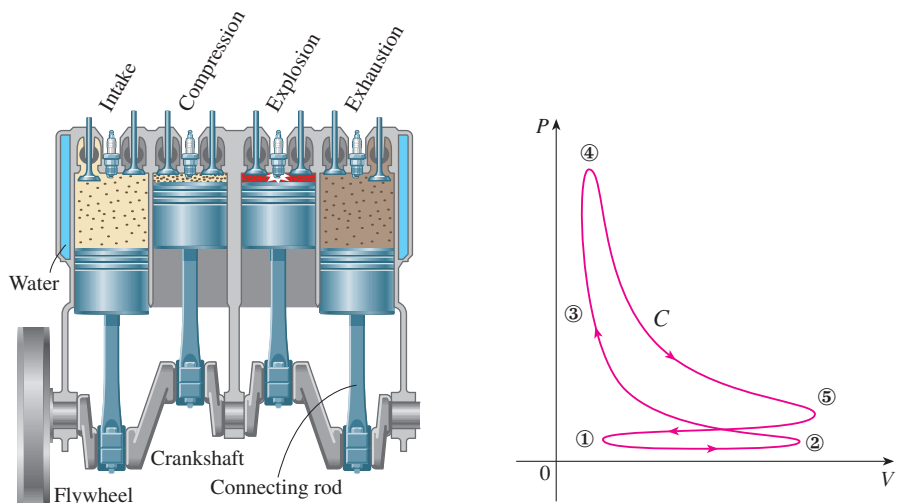 Intake
Compression
Explosion
Exhaustion
Water
Crankshaft
Connecting rod
Flywheel
P
④
③
C
⑤
①
②
0
V